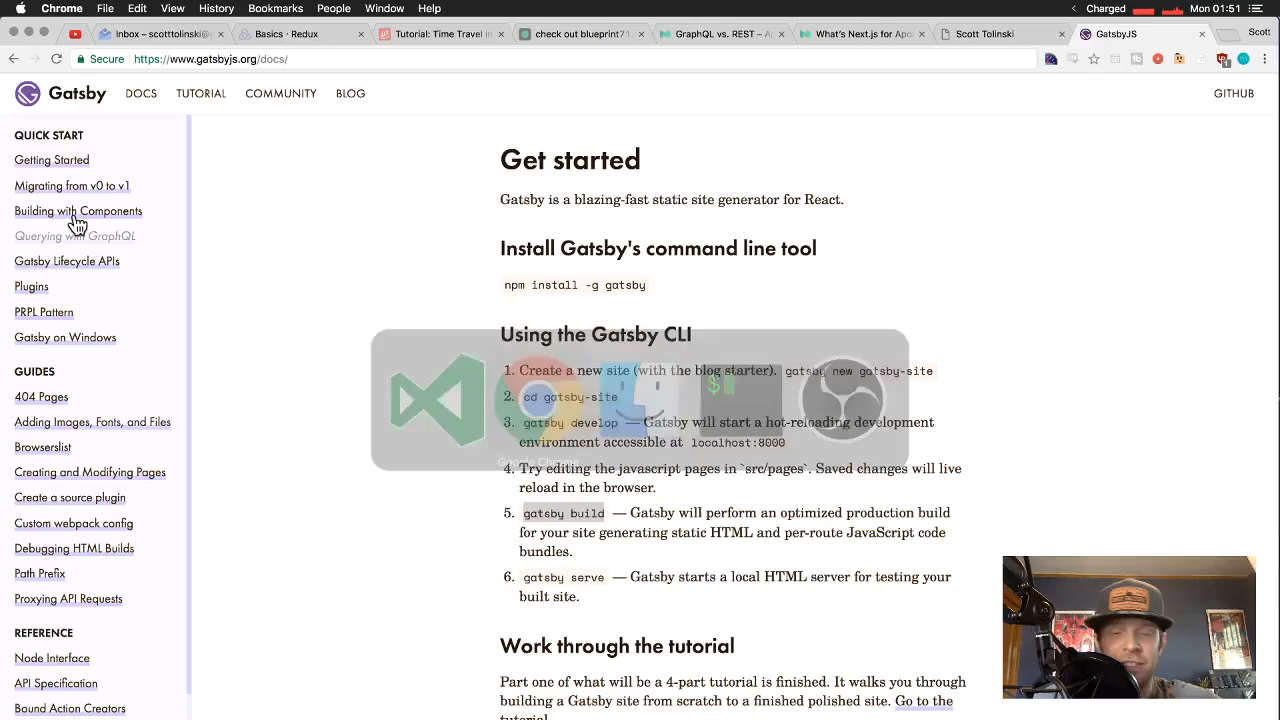 Chrome File Edit View History Bookmarks People Window Help Charged Mon 01:51
Inbox – scotttolinski@ Basics · Redux Tutorial: Time Travel in check out blueprint71 GraphQL vs. REST – Ap What's Next.js for Apo Scott Tolinski GatsbyJS Scott
Secure https://www.gatsbyjs.org/docs/
Gatsby DOCS TUTORIAL COMMUNITY BLOG GITHUB
QUICK START
Getting Started
Migrating from v0 to v1
Building with Components
Querying with GraphQL
Gatsby Lifecycle APIs
Plugins
PRPL Pattern
Gatsby on Windows
GUIDES
404 Pages
Adding Images, Fonts, and Files
Browserslist
Creating and Modifying Pages
Create a source plugin
Custom webpack config
Debugging HTML Builds
Path Prefix
Proxying API Requests
REFERENCE
Node Interface
API Specification
Bound Action Creators
Get started
Gatsby is a blazing-fast static site generator for React.
Install Gatsby's command line tool
npm install -g gatsby
Using the Gatsby CLI
1. Create a new site (with the blog starter). gatsby new gatsby-site
2. cd gatsby-site
3. gatsby develop — Gatsby will start a hot-reloading development
environment accessible at localhost:8000
Google Chrome
4. Try editing the javascript pages in `src/pages`. Saved changes will live
reload in the browser.
5. gatsby build — Gatsby will perform an optimized production build
for your site generating static HTML and per-route JavaScript code
bundles.
6. gatsby serve — Gatsby starts a local HTML server for testing your
built site.
Work through the tutorial
Part one of what will be a 4-part tutorial is finished. It walks you through
building a Gatsby site from scratch to a finished polished site. Go to the
tutorial.